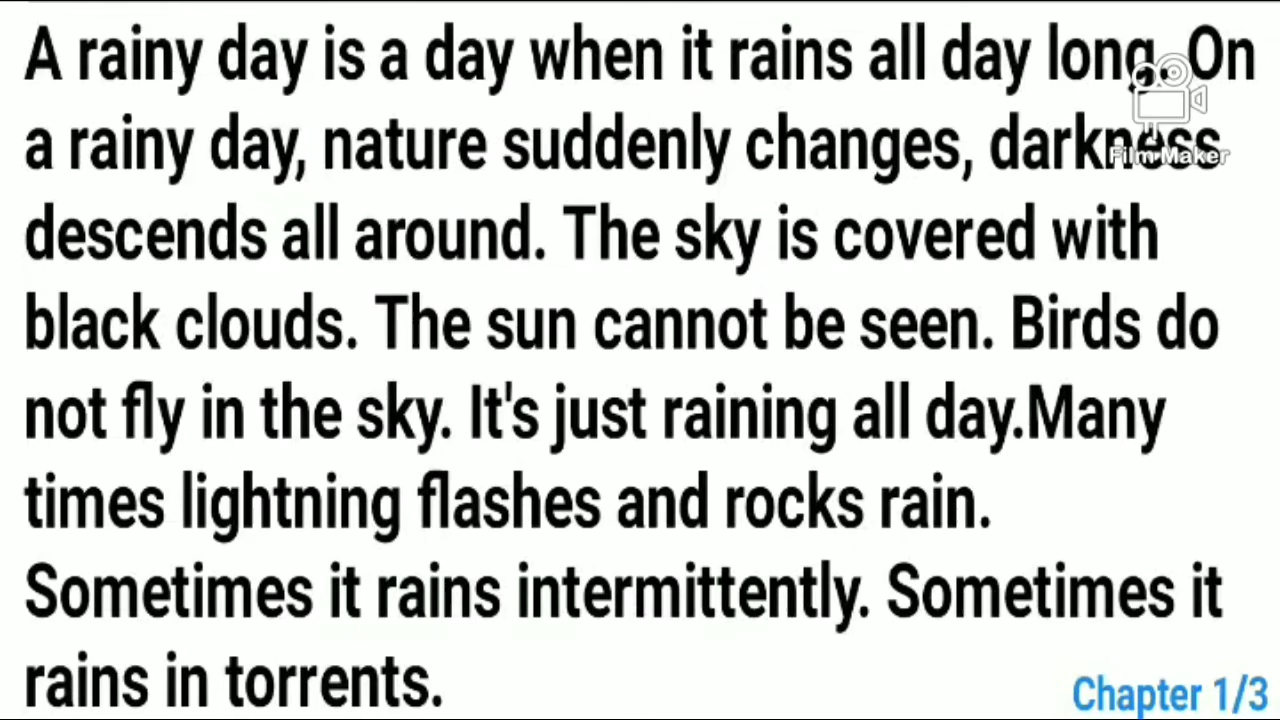 A rainy day is a day when it rains all day long. On
a rainy day, nature suddenly changes, darkness
descends all around. The sky is covered with
black clouds. The sun cannot be seen. Birds do
not fly in the sky. It's just raining all day.Many
times lightning flashes and rocks rain.
Sometimes it rains intermittently. Sometimes it
rains in torrents.
Film Maker
Chapter 1/3